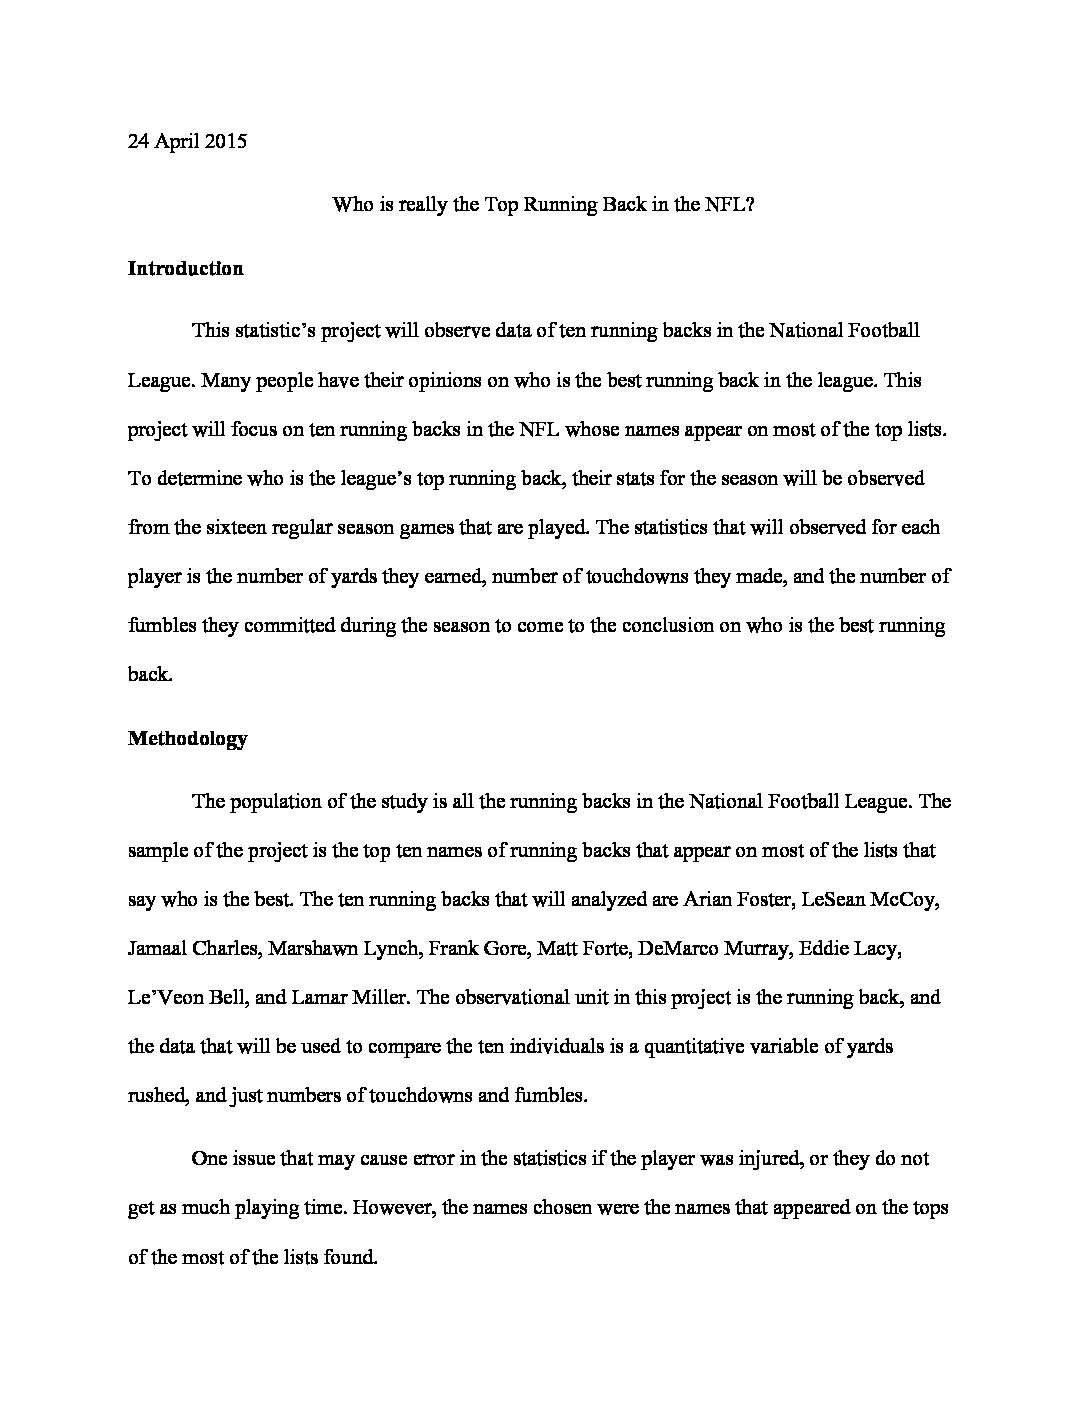 24 April 2015
Who is really the Top Running Back in the NFL?
Introduction
This statistic’s project will observe data of ten running backs in the National Football
League. Many people have their opinions on who is the best running back in the league. This
project will focus on ten running backs in the NFL whose names appear on most of the top lists.
To determine who is the league’s top running back, their stats for the season will be observed
from the sixteen regular season games that are played. The statistics that will observed for each
player is the number of yards they earned, number of touchdowns they made, and the number of
fumbles they committed during the season to come to the conclusion on who is the best running
back.
Methodology
The population of the study is all the running backs in the National Football League. The
sample of the project is the top ten names of running backs that appear on most of the lists that
say who is the best. The ten running backs that will analyzed are Arian Foster, LeSean McCoy,
Jamaal Charles, Marshawn Lynch, Frank Gore, Matt Forte, DeMarco Murray, Eddie Lacy,
Le’Veon Bell, and Lamar Miller. The observational unit in this project is the running back, and
the data that will be used to compare the ten individuals is a quantitative variable of yards
rushed, and just numbers of touchdowns and fumbles.
One issue that may cause error in the statistics if the player was injured, or they do not
get as much playing time. However, the names chosen were the names that appeared on the tops
of the most of the lists found.